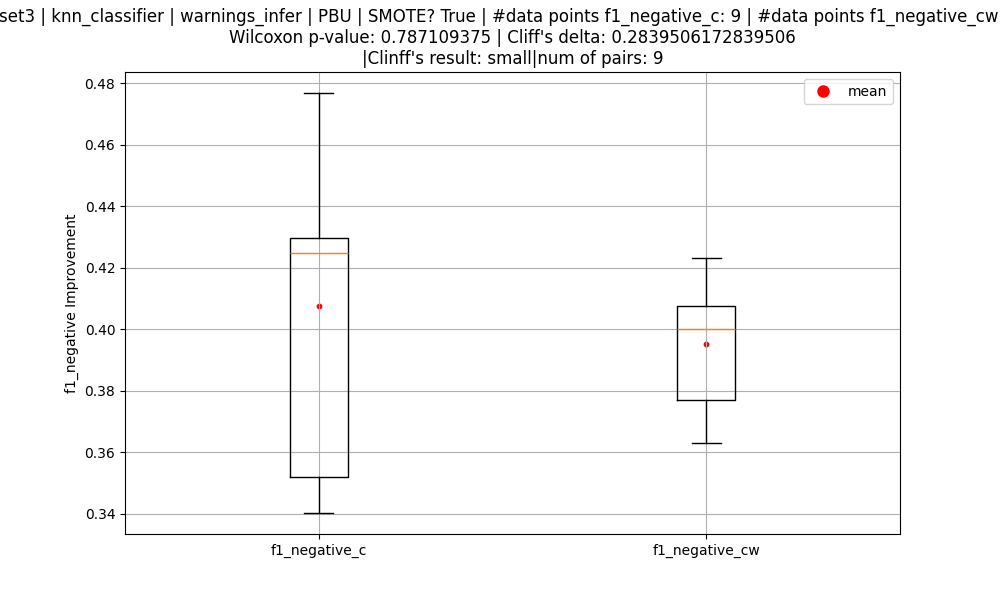 set3 | knn_classifier | warnings_infer | PBU | SMOTE? True | #data points f1_negative_c: 9 | #data points f1_negative_cw
Wilcoxon p-value: 0.787109375 | Cliff's delta: 0.2839506172839506
|Clinff's result: small|num of pairs: 9
mean
0.48
0.46
0.44
0.42
0.40
0.38
0.36
0.34
f1_negative Improvement
f1_negative_c
f1_negative_cw